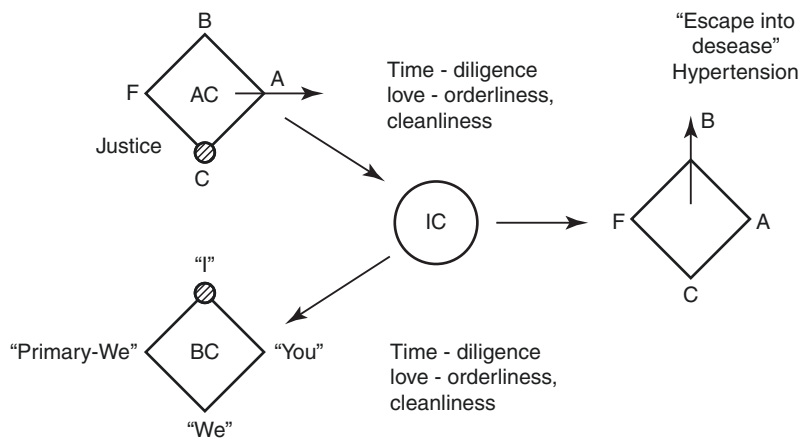 B
F
AC
A
Justice
C
Time - diligence
love - orderliness,
cleanliness
“Escape into
desease”
Hypertension
B
F
A
C
IC
“I”
“Primary-We”
BC
“You”
“We”
Time - diligence
love - orderliness,
cleanliness